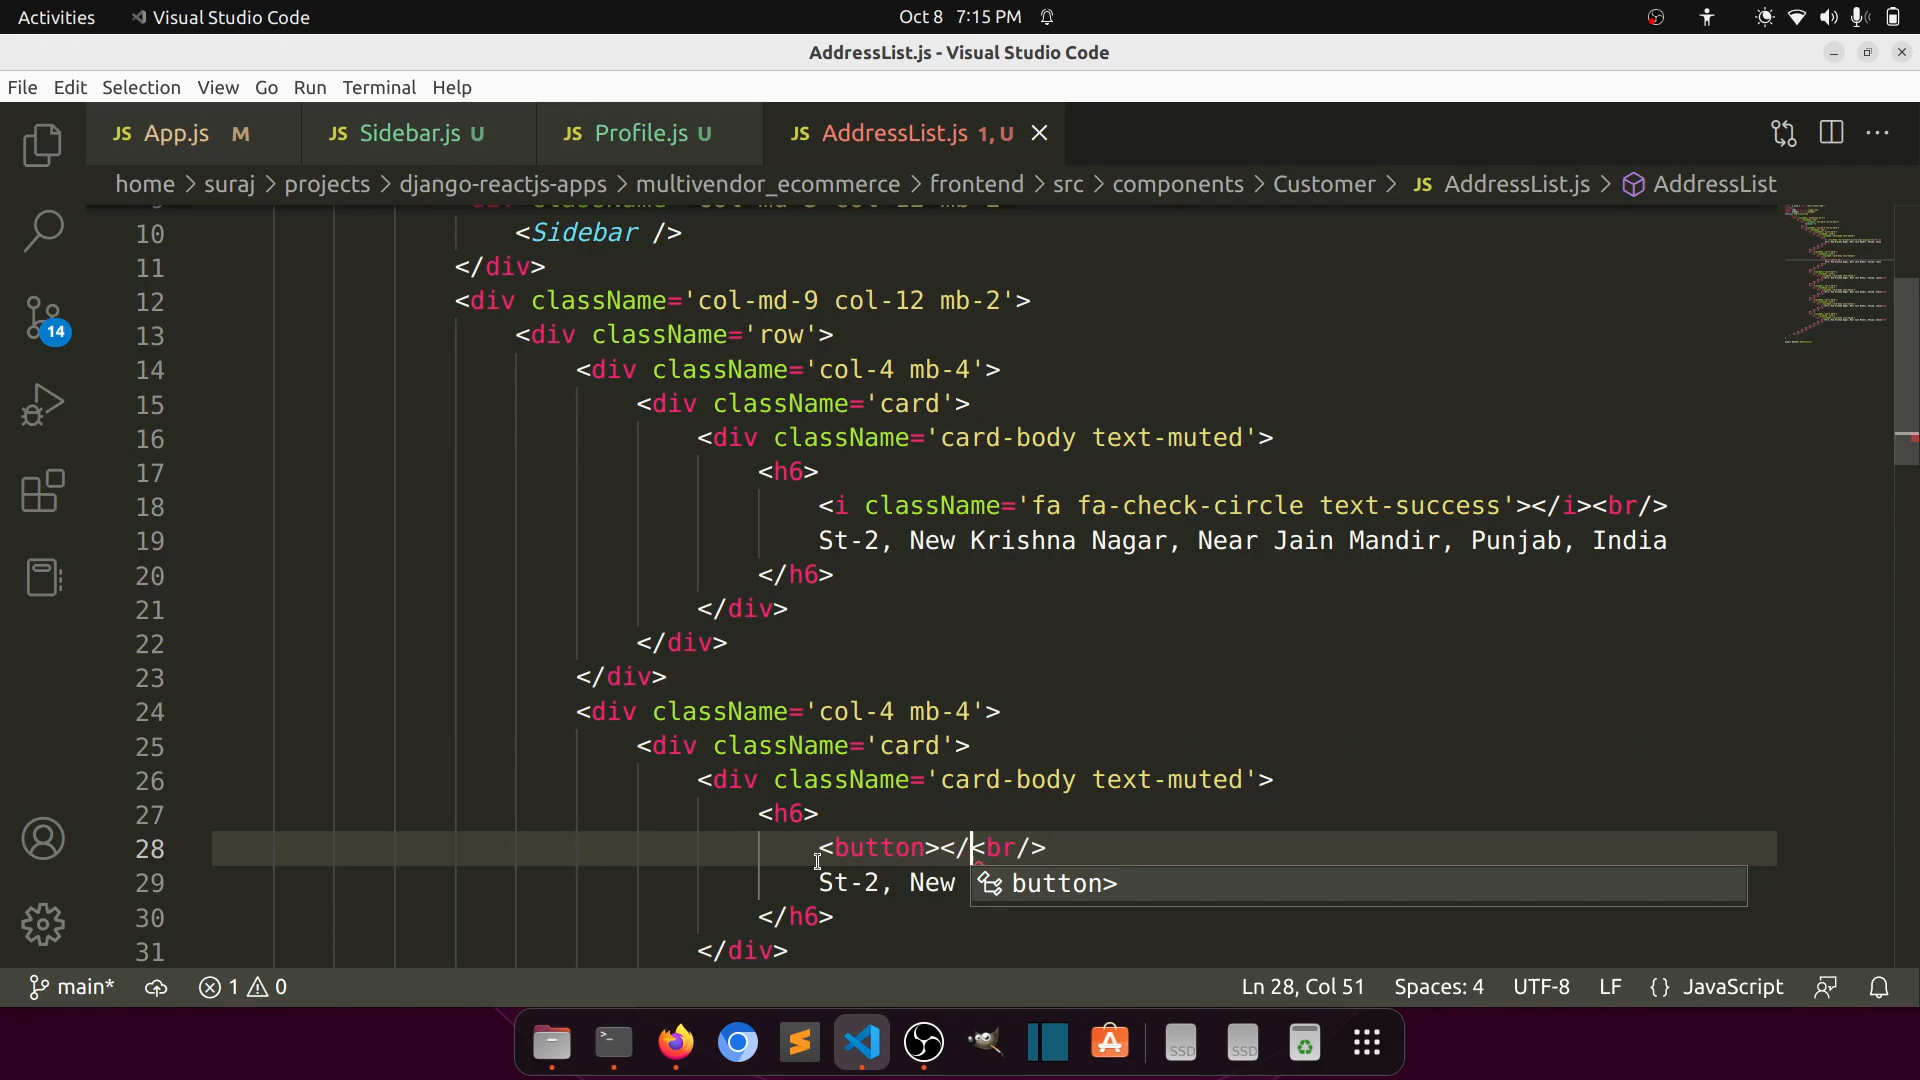 Activities Visual Studio Code Oct 8 7:15 PM
AddressList.js - Visual Studio Code
File Edit Selection View Go Run Terminal Help
JS App.js M JS Sidebar.js U JS Profile.js U JS AddressList.js 1, U
home > suraj > projects > django-reactjs-apps > multivendor_ecommerce > frontend > src > components > Customer > JS AddressList.js > AddressList
10 <Sidebar />
11 </div>
12 <div className='col-md-9 col-12 mb-2'>
13 <div className='row'>
14 <div className='col-4 mb-4'>
15 <div className='card'>
16 <div className='card-body text-muted'>
17 <h6>
18 <i className='fa fa-check-circle text-success'></i><br/>
19 St-2, New Krishna Nagar, Near Jain Mandir, Punjab, India
20 </h6>
21 </div>
22 </div>
23 </div>
24 <div className='col-4 mb-4'>
25 <div className='card'>
26 <div className='card-body text-muted'>
27 <h6>
28 <button></<br/>
29 St-2, New button>
30 </h6>
31 </div>
14
main* 1 0 Ln 28, Col 51 Spaces: 4 UTF-8 LF {} JavaScript
SSD SSD